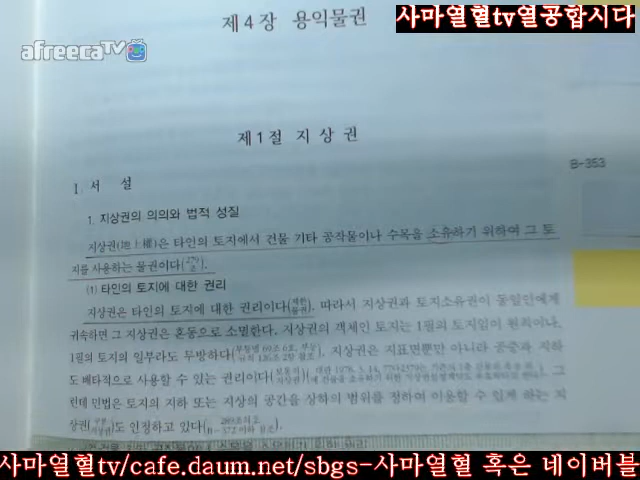 사마열혈tv열공합시다
afreecaTV
제4장 용익물권
제1절 지상권
B-353
I 서 설
1. 지상권의 의의와 법적 성질
지상권(地上權)은 타인의 토지에서 건물 기타 공작물이나 수목을 소유하기 위하여 그 토
지를 사용하는 물권이다(279조).
(1) 타인의 토지에 대한 권리
지상권은 타인의 토지에 대한 권리이다(제한물권). 따라서 지상권과 토지소유권이 동일인에게
귀속하면 그 지상권은 혼동으로 소멸한다. 지상권의 객체인 토지는 1필의 토지임이 원칙이나,
1필의 토지의 일부라도 무방하다 지상권은 지표면뿐만 아니라 공중과 지하
도 배타적으로 사용할 수 있는 권리이다 그
런데 민법은 토지의 지하 또는 지상의 공간을 상하의 범위를 정하여 이용할 수 있게 하는 지
상권 도 인정하고 있다
사마열혈tv/cafe.daum.net/sbgs-사마열혈 혹은 네이버블